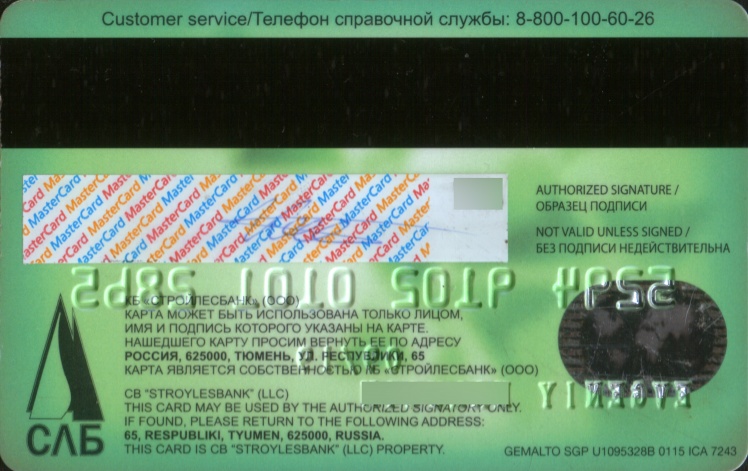 Customer service/Телефон справочной службы: 8-800-100-60-26
MasterCard MasterCard MasterCard
AUTHORIZED SIGNATURE /
ОБРАЗЕЦ ПОДПИСИ
NOT VALID UNLESS SIGNED /
БЕЗ ПОДПИСИ НЕДЕЙСТВИТЕЛЬНА
КБ «СТРОЙЛЕСБАНК» (ООО)
КАРТА МОЖЕТ БЫТЬ ИСПОЛЬЗОВАНА ТОЛЬКО ЛИЦОМ,
ИМЯ И ПОДПИСЬ КОТОРОГО УКАЗАНЫ НА КАРТЕ.
НАШЕДШЕГО КАРТУ ПРОСИМ ВЕРНУТЬ ЕЕ ПО АДРЕСУ
РОССИЯ, 625000, ТЮМЕНЬ, УЛ. РЕСПУБЛИКИ, 65
КАРТА ЯВЛЯЕТСЯ СОБСТВЕННОСТЬЮ КБ «СТРОЙЛЕСБАНК» (ООО)
СЛБ
CB "STROYLESBANK" (LLC)
THIS CARD MAY BE USED BY THE AUTHORIZED SIGNATORY ONLY.
IF FOUND, PLEASE RETURN TO THE FOLLOWING ADDRESS:
65, RESPUBLIKI, TYUMEN, 625000, RUSSIA.
THIS CARD IS CB "STROYLESBANK" (LLC) PROPERTY.
GEMALTO SGP U1095328B 0115 ICA 7243